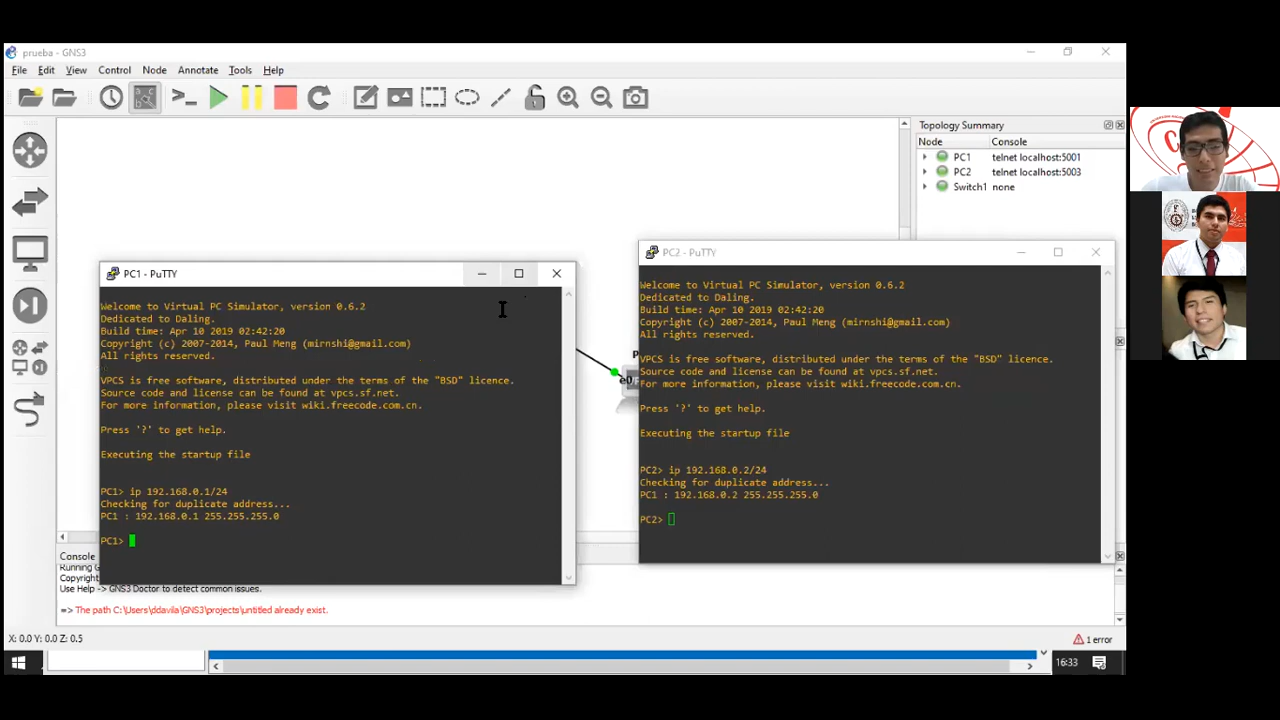 prueba - GNS3
File Edit View Control Node Annotate Tools Help
Topology Summary
Node Console
PC1 telnet localhost:5001
PC2 telnet localhost:5003
Switch1 none
PC1 - PuTTY
Welcome to Virtual PC Simulator, version 0.6.2
Dedicated to Daling.
Build time: Apr 10 2019 02:42:20
Copyright (c) 2007-2014, Paul Meng (mirnshi@gmail.com)
All rights reserved.
VPCS is free software, distributed under the terms of the "BSD" licence.
Source code and license can be found at vpcs.sf.net.
For more information, please visit wiki.freecode.com.cn.
Press '?' to get help.
Executing the startup file
PC1> ip 192.168.0.1/24
Checking for duplicate address...
PC1 : 192.168.0.1 255.255.255.0
PC1>
PC2 - PuTTY
Welcome to Virtual PC Simulator, version 0.6.2
Dedicated to Daling.
Build time: Apr 10 2019 02:42:20
Copyright (c) 2007-2014, Paul Meng (mirnshi@gmail.com)
All rights reserved.
VPCS is free software, distributed under the terms of the "BSD" licence.
Source code and license can be found at vpcs.sf.net.
For more information, please visit wiki.freecode.com.cn.
Press '?' to get help.
Executing the startup file
PC2> ip 192.168.0.2/24
Checking for duplicate address...
PC1 : 192.168.0.2 255.255.255.0
PC2>
e0
Console
Running G
Copyright
Use Help -> GNS3 Doctor to detect common issues.
=> The path C:\Users\ddavila\GNS3\projects\untitled already exist.
X: 0.0 Y: 0.0 Z: 0.5
1 error
16:33